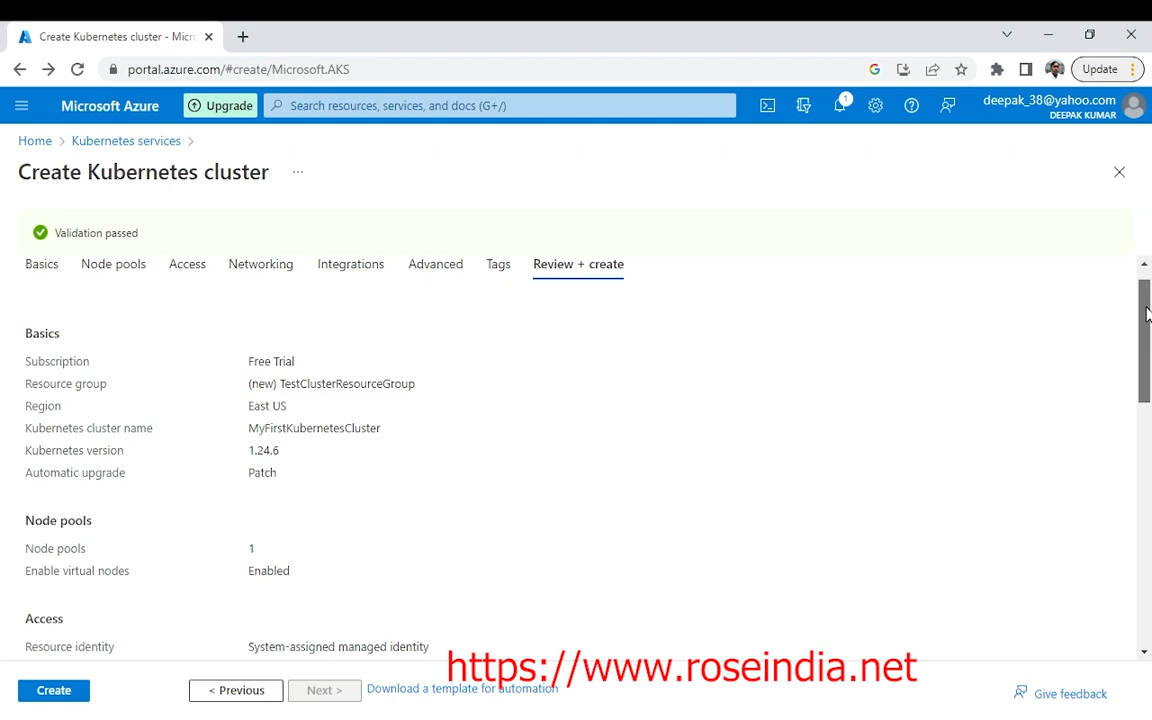 Create Kubernetes cluster - Micr
portal.azure.com/#create/Microsoft.AKS
Update
Microsoft Azure
Upgrade
Search resources, services, and docs (G+/)
1
deepak_38@yahoo.com
DEEPAK KUMAR
Home > Kubernetes services >
Create Kubernetes cluster ...
Validation passed
Basics Node pools Access Networking Integrations Advanced Tags Review + create
Basics
Subscription Free Trial
Resource group (new) TestClusterResourceGroup
Region East US
Kubernetes cluster name MyFirstKubernetesCluster
Kubernetes version 1.24.6
Automatic upgrade Patch
Node pools
Node pools 1
Enable virtual nodes Enabled
Access
Resource identity System-assigned managed identity
https://www.roseindia.net
Create < Previous Next > Download a template for automation Give feedback